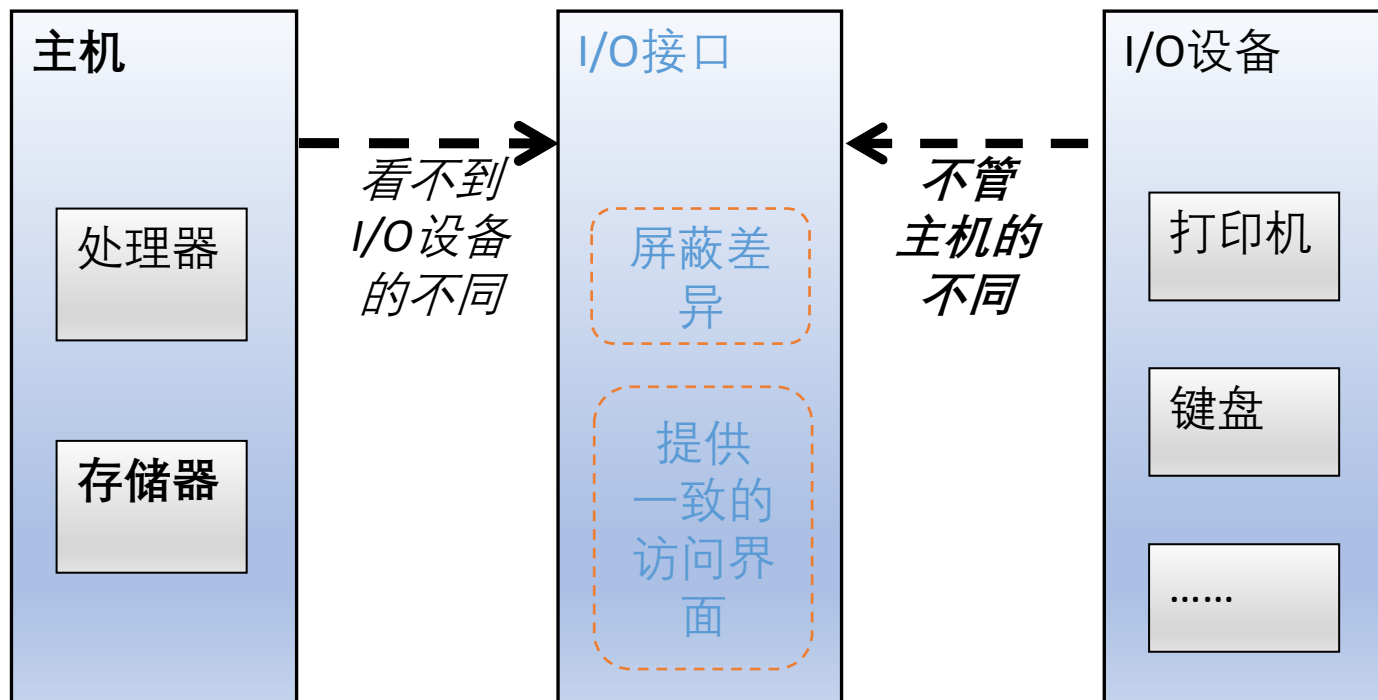 主机
处理器
存储器
看不到
I/O设备
的不同
I/O接口
屏蔽差
异
提供
一致的
访问界
面
不管
主机的
不同
I/O设备
打印机
键盘
……